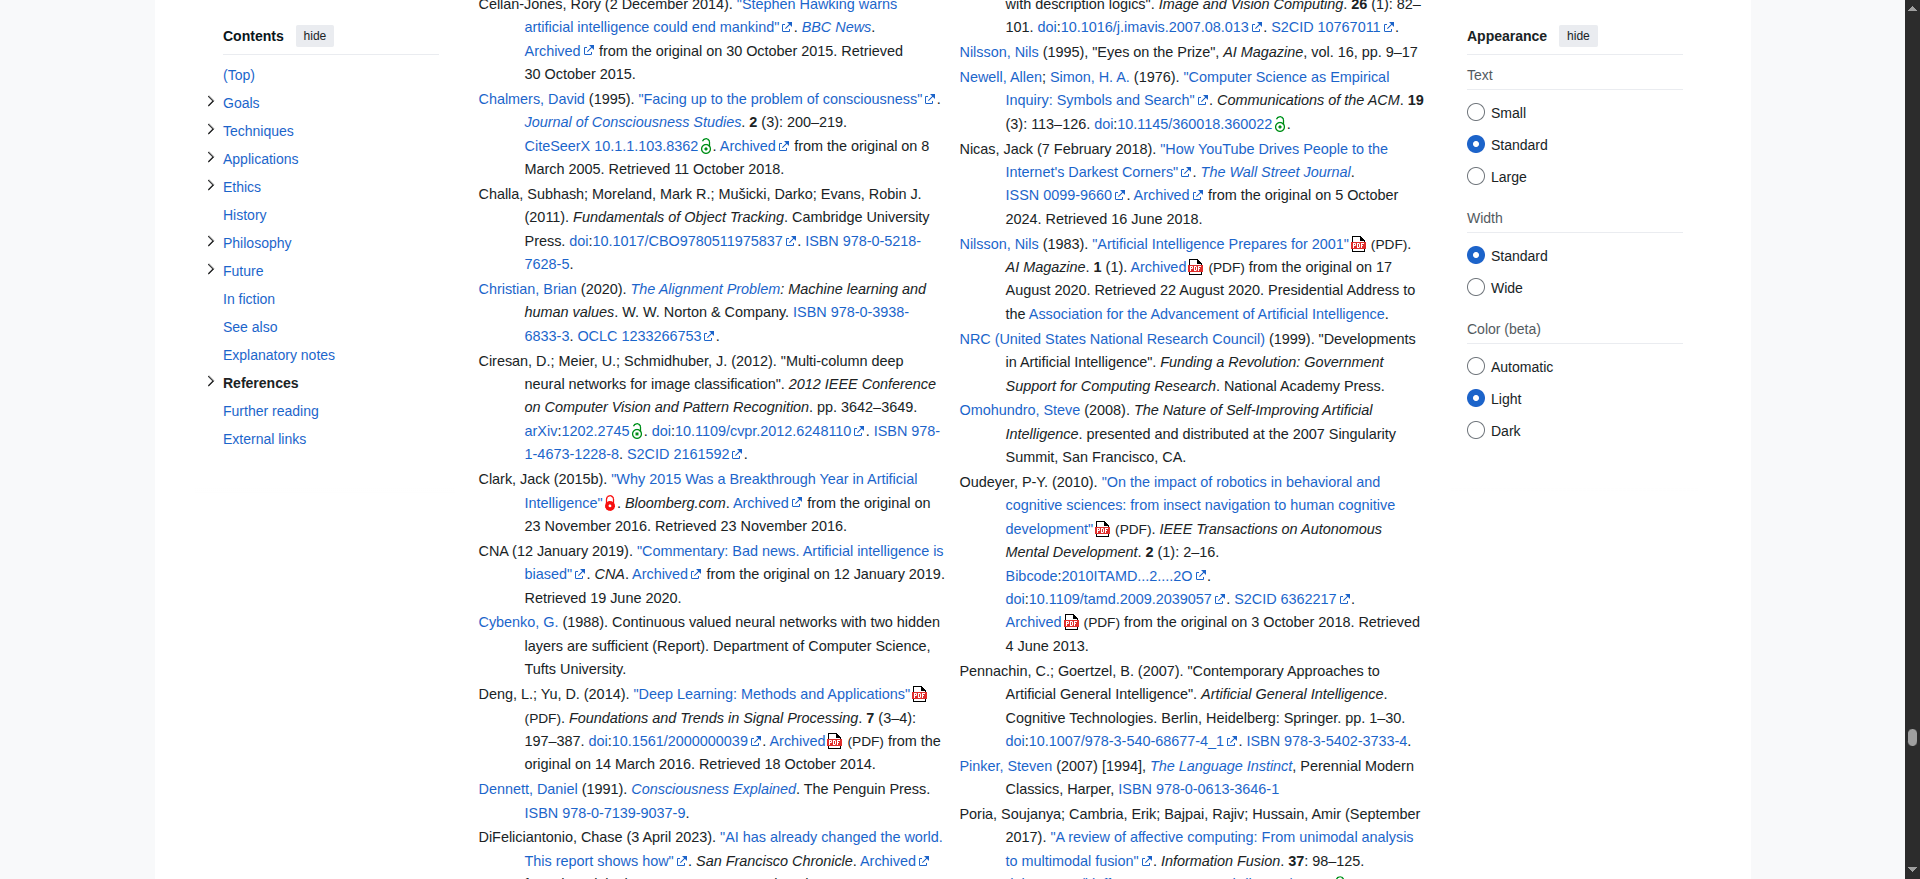 Contents hide
(Top)
Goals
Techniques
Applications
Ethics
History
Philosophy
Future
In fiction
See also
Explanatory notes
References
Further reading
External links
Cellan-Jones, Rory (2 December 2014). "Stephen Hawking warns
artificial intelligence could end mankind". BBC News.
Archived from the original on 30 October 2015. Retrieved
30 October 2015.
Chalmers, David (1995). "Facing up to the problem of consciousness".
Journal of Consciousness Studies. 2 (3): 200–219.
CiteSeerX 10.1.1.103.8362. Archived from the original on 8
March 2005. Retrieved 11 October 2018.
Challa, Subhash; Moreland, Mark R.; Mušicki, Darko; Evans, Robin J.
(2011). Fundamentals of Object Tracking. Cambridge University
Press. doi:10.1017/CBO9780511975837. ISBN 978-0-5218-
7628-5.
Christian, Brian (2020). The Alignment Problem: Machine learning and
human values. W. W. Norton & Company. ISBN 978-0-3938-
6833-3. OCLC 1233266753.
Ciresan, D.; Meier, U.; Schmidhuber, J. (2012). "Multi-column deep
neural networks for image classification". 2012 IEEE Conference
on Computer Vision and Pattern Recognition. pp. 3642–3649.
arXiv:1202.2745. doi:10.1109/cvpr.2012.6248110. ISBN 978-
1-4673-1228-8. S2CID 2161592.
Clark, Jack (2015b). "Why 2015 Was a Breakthrough Year in Artificial
Intelligence". Bloomberg.com. Archived from the original on
23 November 2016. Retrieved 23 November 2016.
CNA (12 January 2019). "Commentary: Bad news. Artificial intelligence is
biased". CNA. Archived from the original on 12 January 2019.
Retrieved 19 June 2020.
Cybenko, G. (1988). Continuous valued neural networks with two hidden
layers are sufficient (Report). Department of Computer Science,
Tufts University.
Deng, L.; Yu, D. (2014). "Deep Learning: Methods and Applications"
(PDF). Foundations and Trends in Signal Processing. 7 (3–4):
197–387. doi:10.1561/2000000039. Archived (PDF) from the
original on 14 March 2016. Retrieved 18 October 2014.
Dennett, Daniel (1991). Consciousness Explained. The Penguin Press.
ISBN 978-0-7139-9037-9.
DiFeliciantonio, Chase (3 April 2023). "AI has already changed the world.
This report shows how". San Francisco Chronicle. Archived
with description logics". Image and Vision Computing. 26 (1): 82–
101. doi:10.1016/j.imavis.2007.08.013. S2CID 10767011.
Nilsson, Nils (1995), "Eyes on the Prize", AI Magazine, vol. 16, pp. 9–17
Newell, Allen; Simon, H. A. (1976). "Computer Science as Empirical
Inquiry: Symbols and Search". Communications of the ACM. 19
(3): 113–126. doi:10.1145/360018.360022.
Nicas, Jack (7 February 2018). "How YouTube Drives People to the
Internet's Darkest Corners". The Wall Street Journal.
ISSN 0099-9660. Archived from the original on 5 October
2024. Retrieved 16 June 2018.
Nilsson, Nils (1983). "Artificial Intelligence Prepares for 2001" (PDF).
AI Magazine. 1 (1). Archived (PDF) from the original on 17
August 2020. Retrieved 22 August 2020. Presidential Address to
the Association for the Advancement of Artificial Intelligence.
NRC (United States National Research Council) (1999). "Developments
in Artificial Intelligence". Funding a Revolution: Government
Support for Computing Research. National Academy Press.
Omohundro, Steve (2008). The Nature of Self-Improving Artificial
Intelligence. presented and distributed at the 2007 Singularity
Summit, San Francisco, CA.
Oudeyer, P-Y. (2010). "On the impact of robotics in behavioral and
cognitive sciences: from insect navigation to human cognitive
development" (PDF). IEEE Transactions on Autonomous
Mental Development. 2 (1): 2–16.
Bibcode:2010ITAMD...2....2O.
doi:10.1109/tamd.2009.2039057. S2CID 6362217.
Archived (PDF) from the original on 3 October 2018. Retrieved
4 June 2013.
Pennachin, C.; Goertzel, B. (2007). "Contemporary Approaches to
Artificial General Intelligence". Artificial General Intelligence.
Cognitive Technologies. Berlin, Heidelberg: Springer. pp. 1–30.
doi:10.1007/978-3-540-68677-4_1. ISBN 978-3-5402-3733-4.
Pinker, Steven (2007) [1994], The Language Instinct, Perennial Modern
Classics, Harper, ISBN 978-0-0613-3646-1
Poria, Soujanya; Cambria, Erik; Bajpai, Rajiv; Hussain, Amir (September
2017). "A review of affective computing: From unimodal analysis
to multimodal fusion". Information Fusion. 37: 98–125.
Appearance hide
Text
Small
Standard
Large
Width
Standard
Wide
Color (beta)
Automatic
Light
Dark